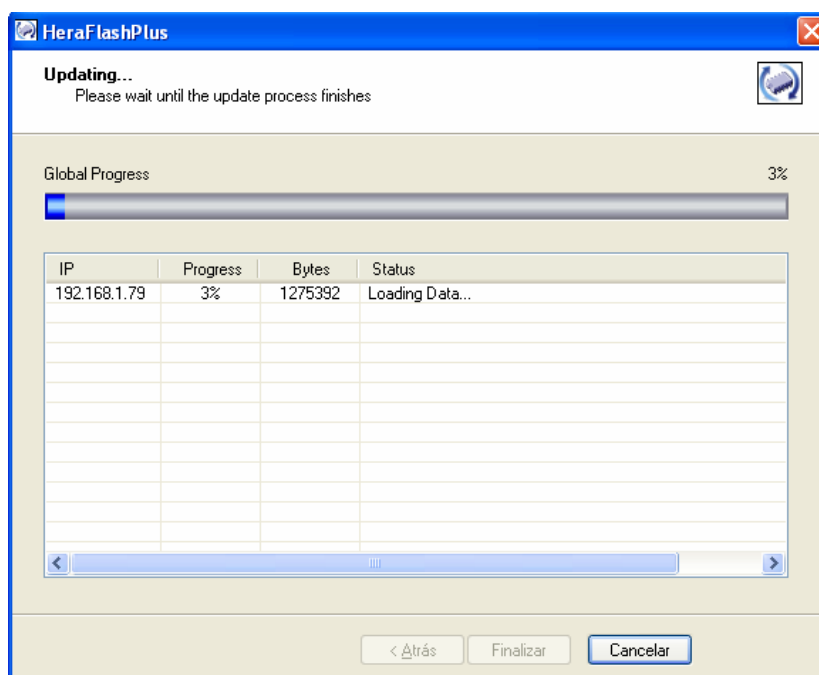 HeraFlashPlus
Updating...
Please wait until the update process finishes
Global Progress 3%
IP Progress Bytes Status
192.168.1.79 3% 1275392 Loading Data...
< Atrás Finalizar Cancelar